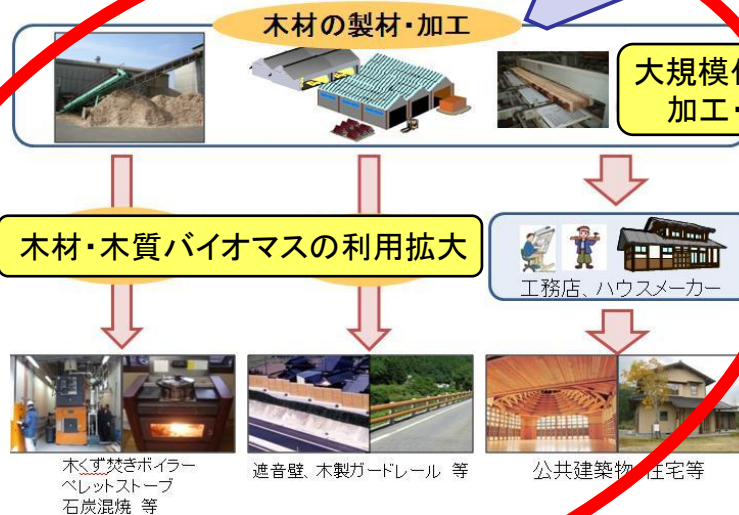 木材の製材・加工
大規模
加工・
木材・木質バイオマスの利用拡大
工務店、ハウスメーカー
木くず焚きボイラー
ペレットストーブ
石炭混焼 等
遮音壁、木製ガードレール 等
公共建築物 住宅等